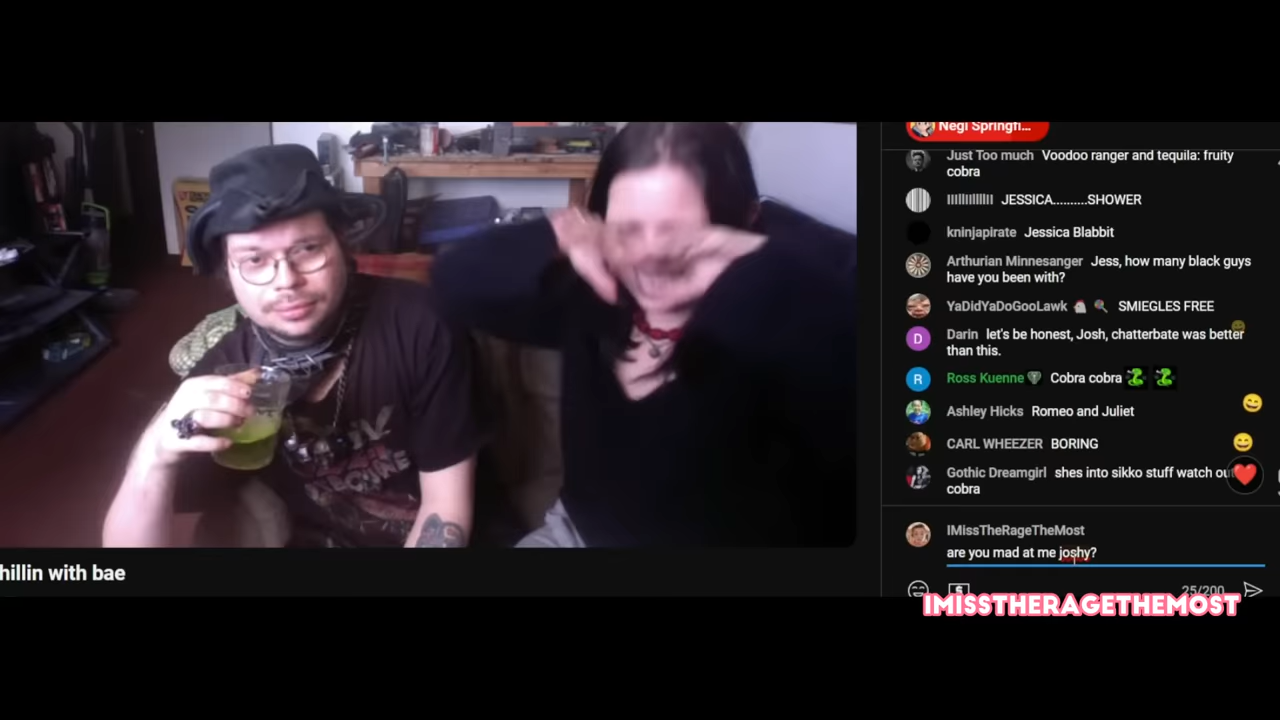 Negi Springfi...
Just Too much Voodoo ranger and tequila: fruity
cobra
IIIIIIIIIIIII JESSICA..........SHOWER
kninjapirate Jessica Blabbit
Arthurian Minnesanger Jess, how many black guys
have you been with?
YaDidYaDoGooLawk SMIEGLES FREE
Darin let's be honest, Josh, chatterbate was better
than this.
Ross Kuenne Cobra cobra
Ashley Hicks Romeo and Juliet
CARL WHEEZER BORING
Gothic Dreamgirl shes into sikko stuff watch ou
cobra
IMissTheRageTheMost
are you mad at me joshy?
25/200
IMISSTHERAGETHEMOST
hillin with bae